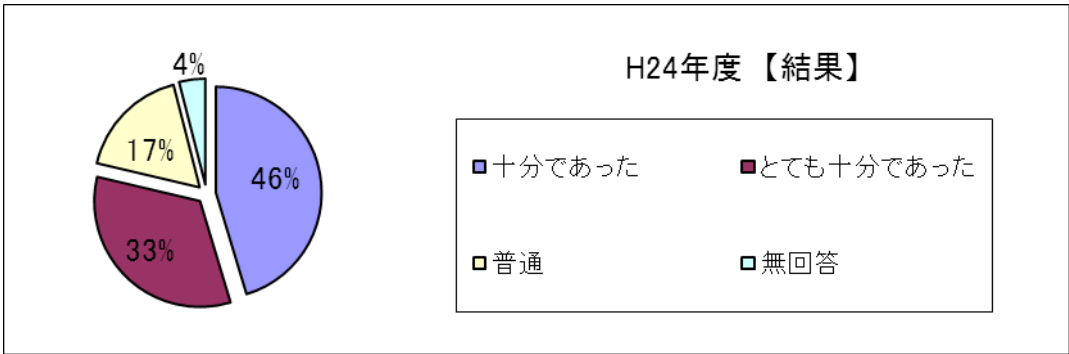 H24年度 【結果】
4%
17%
46%
33%
十分であった
とても十分であった
普通
無回答